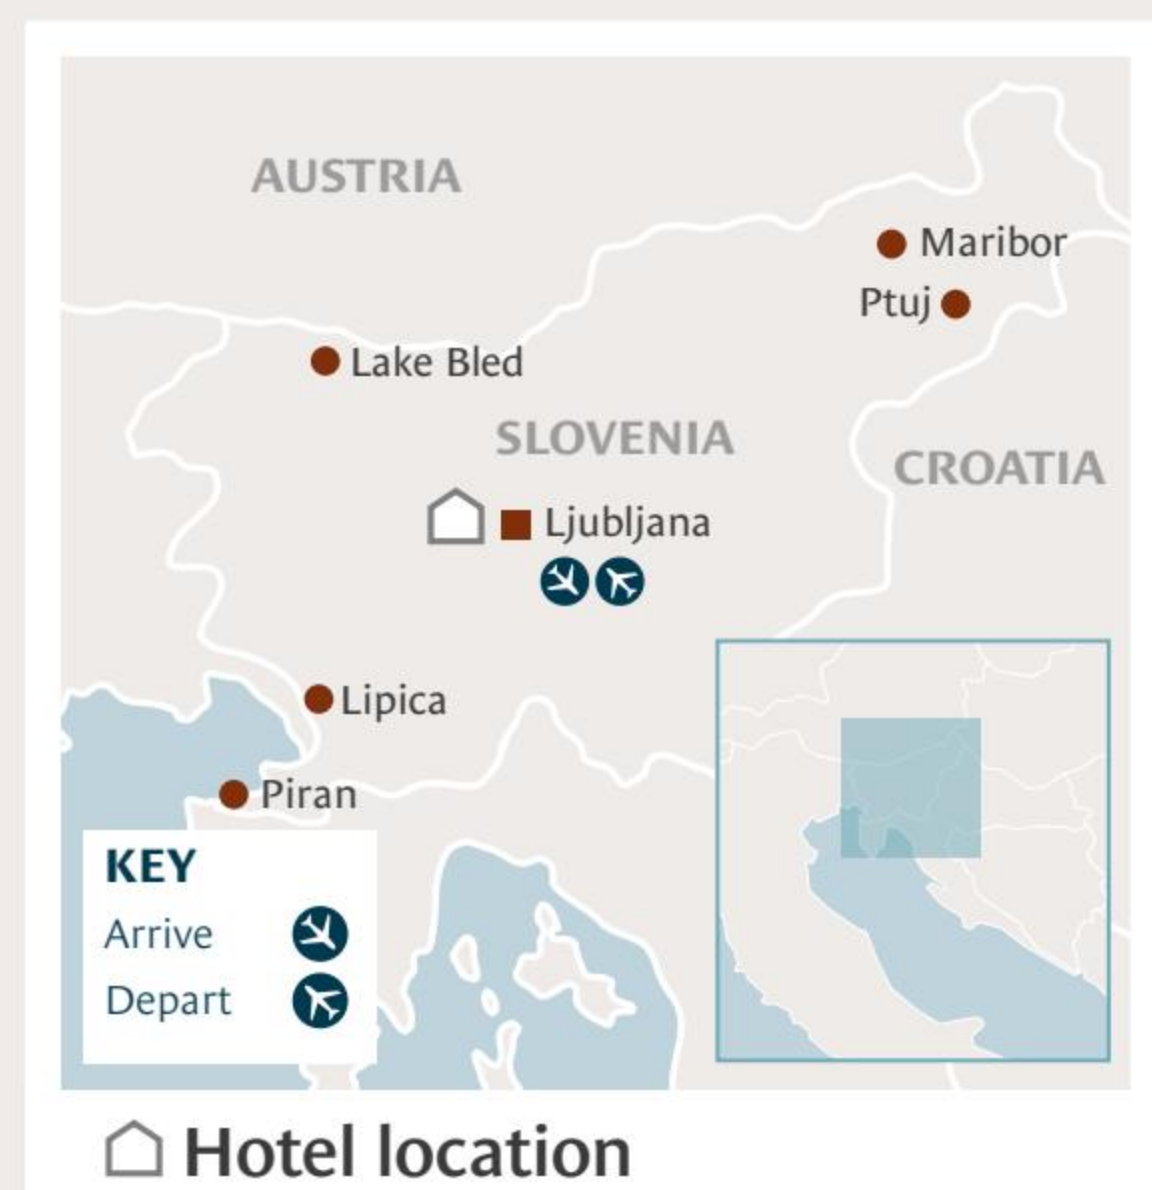 AUSTRIA
Maribor
Ptuj
Lake Bled
SLOVENIA
CROATIA
Ljubljana
Lipica
Piran
KEY
Arrive
Depart
Hotel location